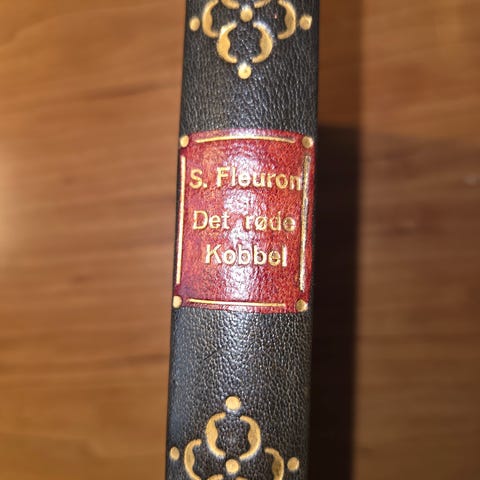 S. Fleuron
Det røde
Kobbel